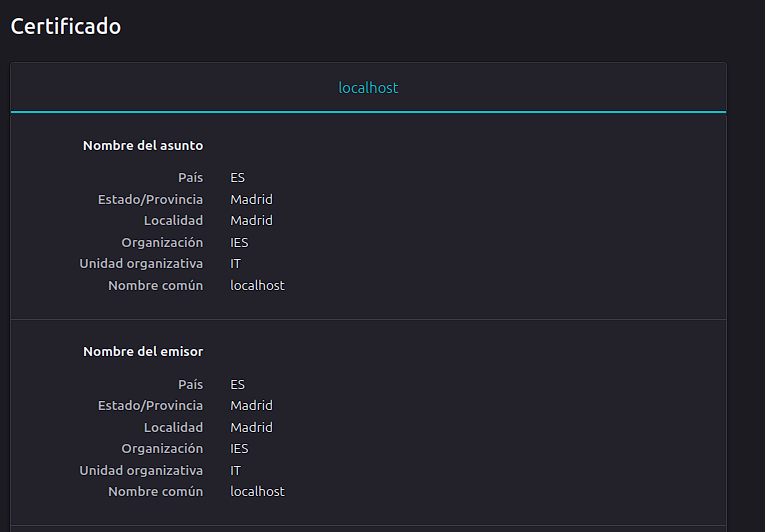 Certificado
localhost
Nombre del asunto
País ES
Estado/Provincia Madrid
Localidad Madrid
Organización IES
Unidad organizativa IT
Nombre común localhost
Nombre del emisor
País ES
Estado/Provincia Madrid
Localidad Madrid
Organización IES
Unidad organizativa IT
Nombre común localhost